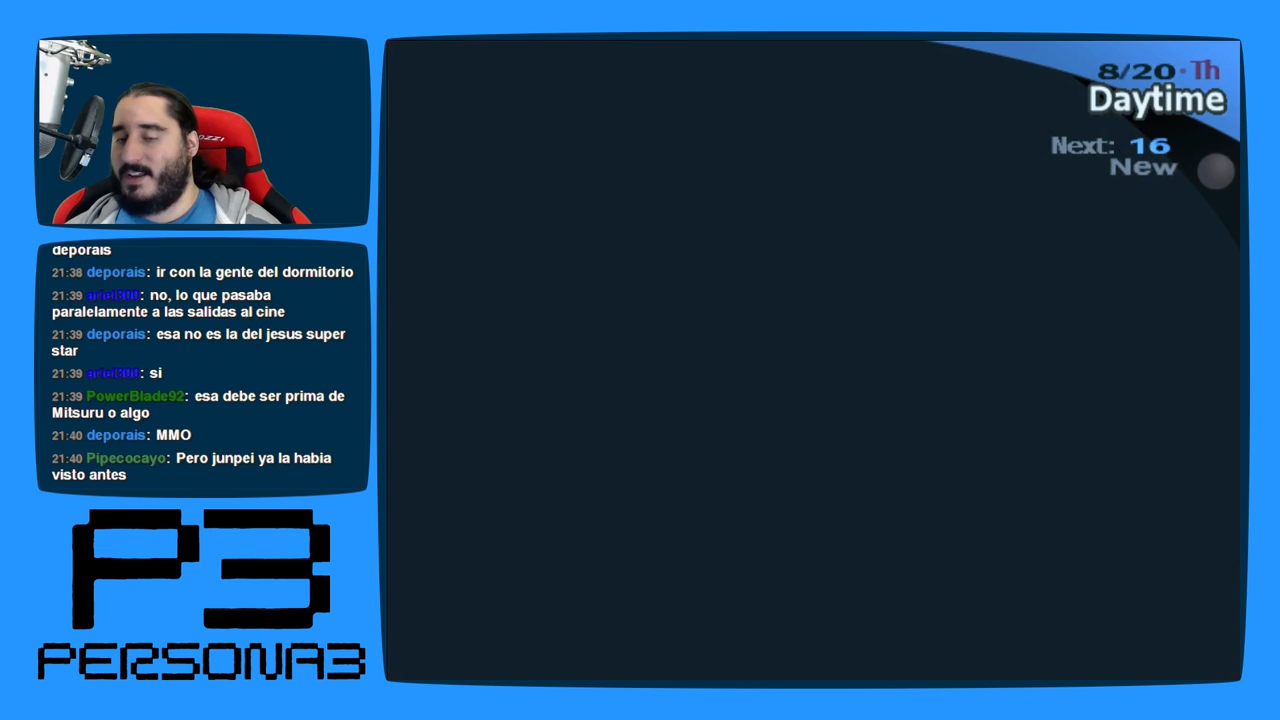 8/20·Th
Daytime
Next: 16
New
deporais
21:38 deporais: ir con la gente del dormitorio
21:39 ariel300: no, lo que pasaba
paralelamente a las salidas al cine
21:39 deporais: esa no es la del jesus super
star
21:39 ariel300: si
21:39 PowerBlade92: esa debe ser prima de
Mitsuru o algo
21:40 deporais: MMO
21:40 Pipecocayo: Pero junpei ya la habia
visto antes
P3
PERSONA3